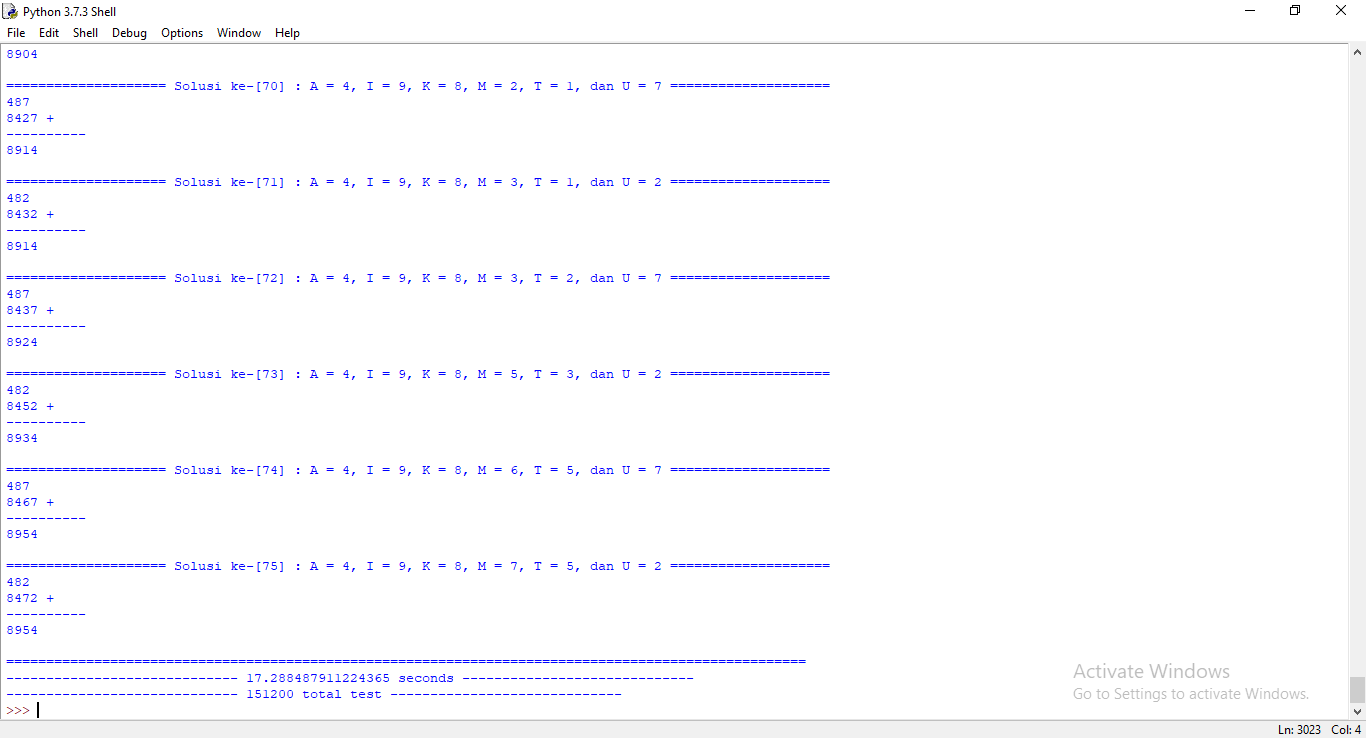 Python 3.7.3 Shell
File Edit Shell Debug Options Window Help
8904
==================== Solusi ke-[70] : A = 4, I = 9, K = 8, M = 2, T = 1, dan U = 7 ====================
487
8427 +
----------
8914
==================== Solusi ke-[71] : A = 4, I = 9, K = 8, M = 3, T = 1, dan U = 2 ====================
482
8432 +
----------
8914
==================== Solusi ke-[72] : A = 4, I = 9, K = 8, M = 3, T = 2, dan U = 7 ====================
487
8437 +
----------
8924
==================== Solusi ke-[73] : A = 4, I = 9, K = 8, M = 5, T = 3, dan U = 2 ====================
482
8452 +
----------
8934
==================== Solusi ke-[74] : A = 4, I = 9, K = 8, M = 6, T = 5, dan U = 7 ====================
487
8467 +
----------
8954
==================== Solusi ke-[75] : A = 4, I = 9, K = 8, M = 7, T = 5, dan U = 2 ====================
482
8472 +
----------
8954
====================================================================================================
----------------------------- 17.288487911224365 seconds -----------------------------
----------------------------- 151200 total test -----------------------------
>>>
Activate Windows
Go to Settings to activate Windows.
Ln: 3023 Col: 4